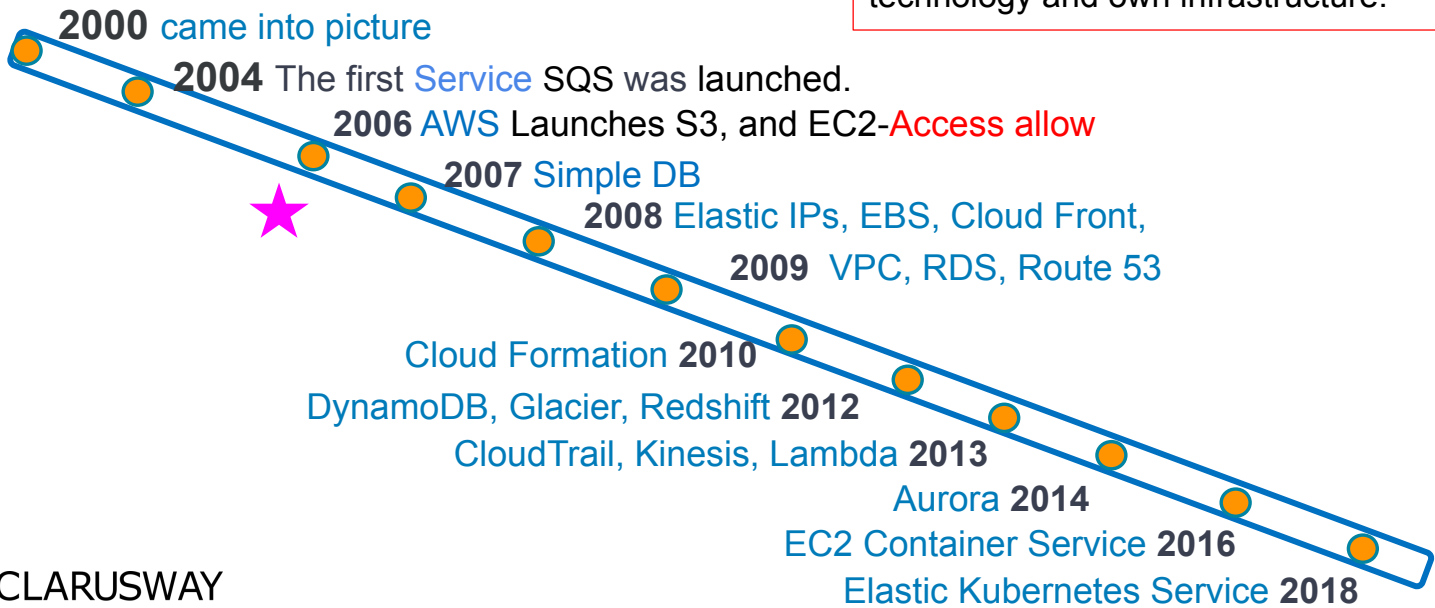 technology and own infrastructure.
2000 came into picture
2004 The first Service SQS was launched.
2006 AWS Launches S3, and EC2-Access allow
2007 Simple DB
2008 Elastic IPs, EBS, Cloud Front,
2009 VPC, RDS, Route 53
Cloud Formation 2010
DynamoDB, Glacier, Redshift 2012
CloudTrail, Kinesis, Lambda 2013
Aurora 2014
EC2 Container Service 2016
Elastic Kubernetes Service 2018
CLARUSWAY